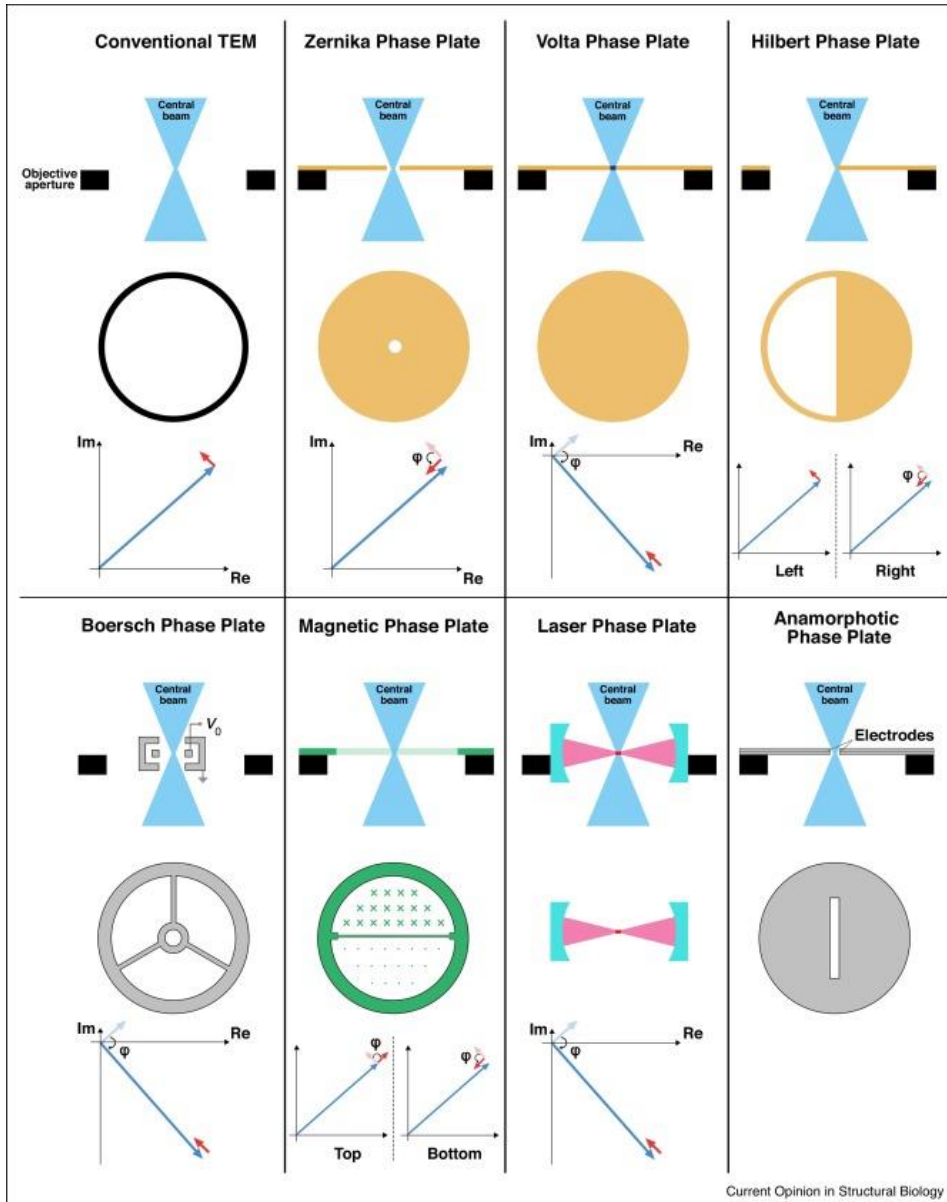 Conventional TEM
Zernika Phase Plate
Volta Phase Plate
Hilbert Phase Plate
Central
beam
Central
beam
Central
beam
Central
beam
Objective
aperture
Im
Re
Im
φ
Re
Im
Re
φ
φ
Left
Right
Boersch Phase Plate
Magnetic Phase Plate
Laser Phase Plate
Anamorphotic
Phase Plate
Central
beam
V0
Central
beam
Central
beam
Electrodes
Im
Re
φ
φ
φ
Top
Bottom
Im
Re
φ
Current Opinion in Structural Biology